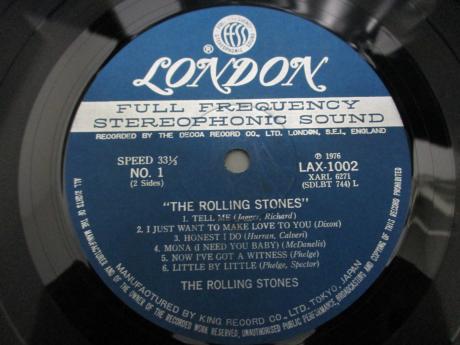 LONDON
®
FULL FREQUENCY
STEREOPHONIC SOUND
RECORDED BY THE DECCA RECORD CO., LTD. LONDON, S.E.I., ENGLAND
SPEED 33⅓
NO. 1
(2 Sides)
Ⓟ 1976
LAX-1002
XARL 6271
(SDLBT 744) L
"THE ROLLING STONES"
1. TELL ME (Jagger, Richard)
2. I JUST WANT TO MAKE LOVE TO YOU (Dixon)
3. HONEST I DO (Hurran, Calveri)
4. MONA (I NEED YOU BABY) (McDanelis)
5. NOW I'VE GOT A WITNESS (Phelge)
6. LITTLE BY LITTLE (Phelge, Spector)
THE ROLLING STONES
MANUFACTURED BY KING RECORD CO., LTD. TOKYO, JAPAN
ALL RIGHTS OF THE MANUFACTURER AND OF THE OWNER OF THE RECORDED WORK RESERVED, UNAUTHORISED PUBLIC PERFORMANCE, BROADCASTING AND COPYING OF THIS RECORD PROHIBITED